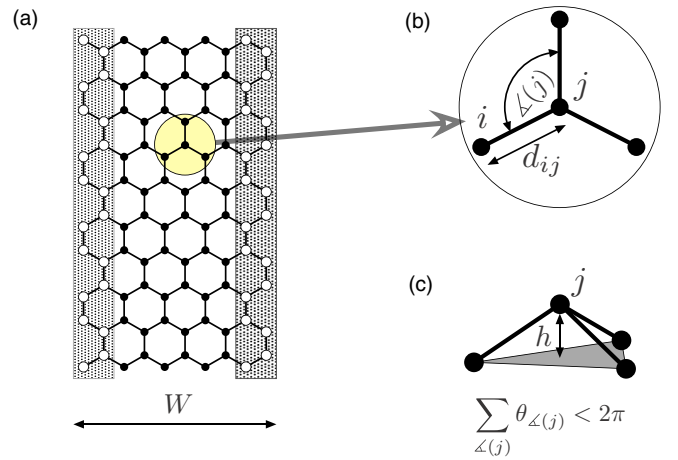 (a)
W
(b)
j
∡(j)
i
d_{ij}
(c)
j
h
∑_{∡(j)} θ_{∡(j)} < 2π